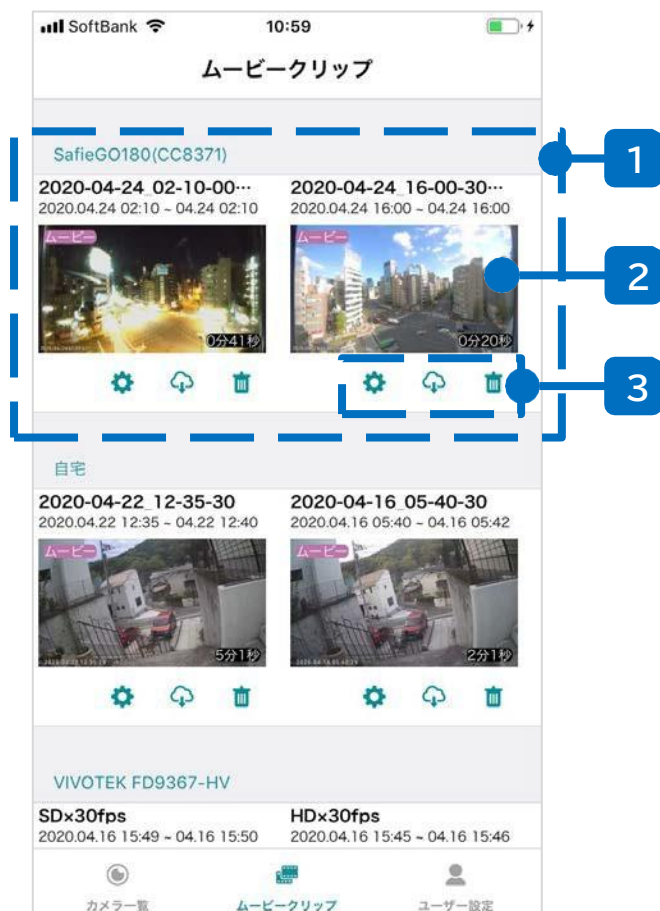 SoftBank 10:59
ムービークリップ
SafieGO180(CC8371)
1
2020-04-24_02-10-00… 2020-04-24_16-00-30…
2020.04.24 02:10 ~ 04.24 02:10 2020.04.24 16:00 ~ 04.24 16:00
ムービー ムービー
2
0分41秒 0分20秒
3
自宅
2020-04-22_12-35-30 2020-04-16_05-40-30
2020.04.22 12:35 ~ 04.22 12:40 2020.04.16 05:40 ~ 04.16 05:42
ムービー ムービー
5分1秒 2分1秒
VIVOTEK FD9367-HV
SD×30fps HD×30fps
2020.04.16 15:49 ~ 04.16 15:50 2020.04.16 15:45 ~ 04.16 15:46
カメラ一覧 ムービークリップ ユーザー設定